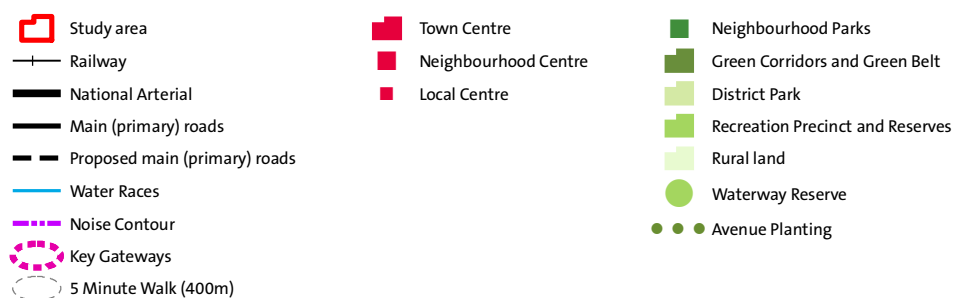 Study area
Railway
National Arterial
Main (primary) roads
Proposed main (primary) roads
Water Races
Noise Contour
Key Gateways
5 Minute Walk (400m)
Town Centre
Neighbourhood Centre
Local Centre
Neighbourhood Parks
Green Corridors and Green Belt
District Park
Recreation Precinct and Reserves
Rural land
Waterway Reserve
Avenue Planting